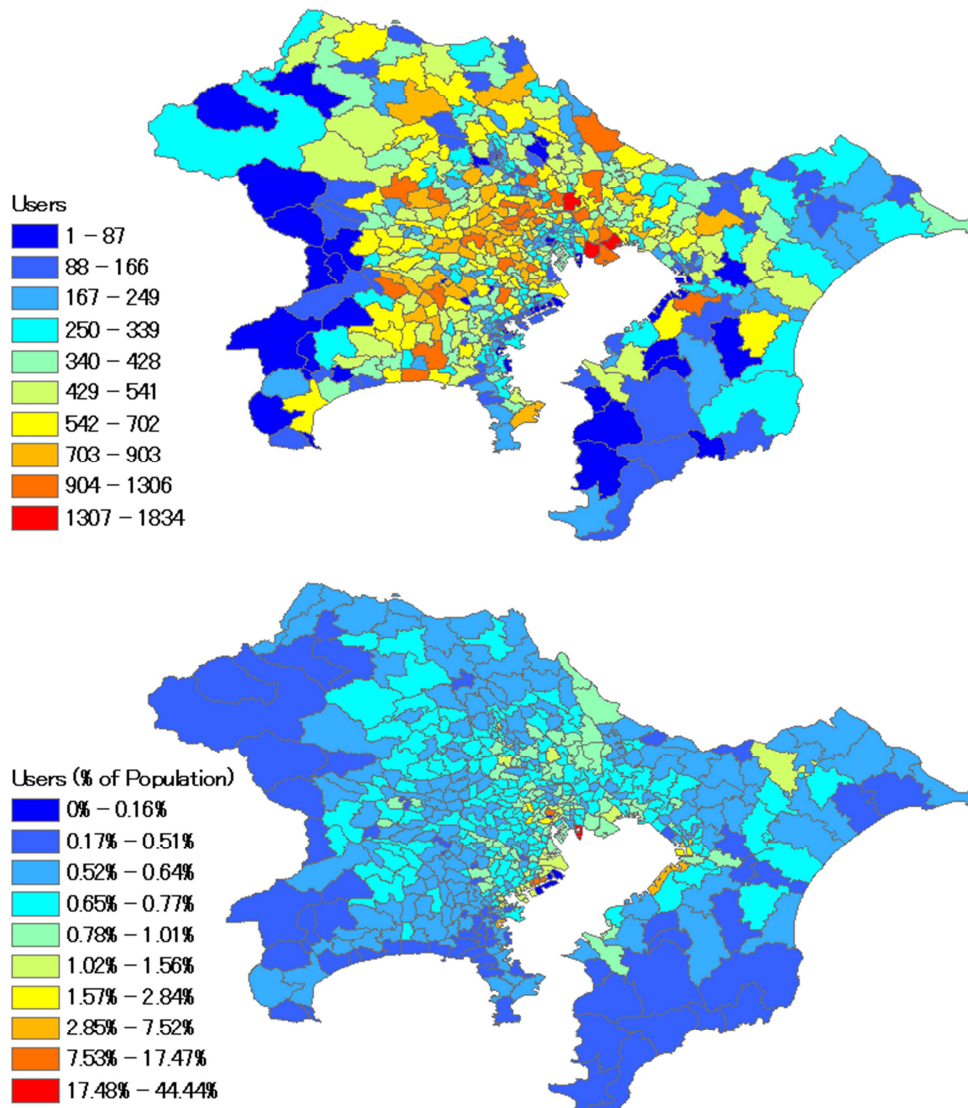 Users
1 – 87
88 – 166
167 – 249
250 – 339
340 – 428
429 – 541
542 – 702
703 – 903
904 – 1306
1307 – 1834
Users (% of Population)
0% – 0.16%
0.17% – 0.51%
0.52% – 0.64%
0.65% – 0.77%
0.78% – 1.01%
1.02% – 1.56%
1.57% – 2.84%
2.85% – 7.52%
7.53% – 17.47%
17.48% – 44.44%